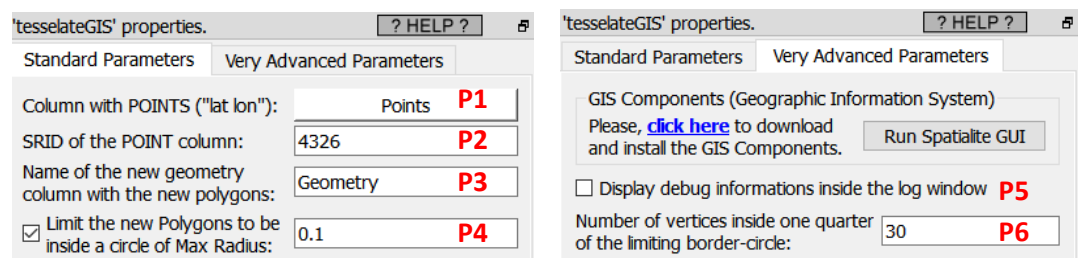 'tesselateGIS' properties.
? HELP ?
Standard Parameters
Very Advanced Parameters
Column with POINTS ("lat lon"):
Points
P1
SRID of the POINT column:
4326
P2
Name of the new geometry
column with the new polygons:
Geometry
P3
Limit the new Polygons to be
inside a circle of Max Radius:
0.1
P4
'tesselateGIS' properties.
? HELP ?
Standard Parameters
Very Advanced Parameters
GIS Components (Geographic Information System)
Please, click here to download
and install the GIS Components.
Run Spatialite GUI
Display debug informations inside the log window
P5
Number of vertices inside one quarter
of the limiting border-circle:
30
P6